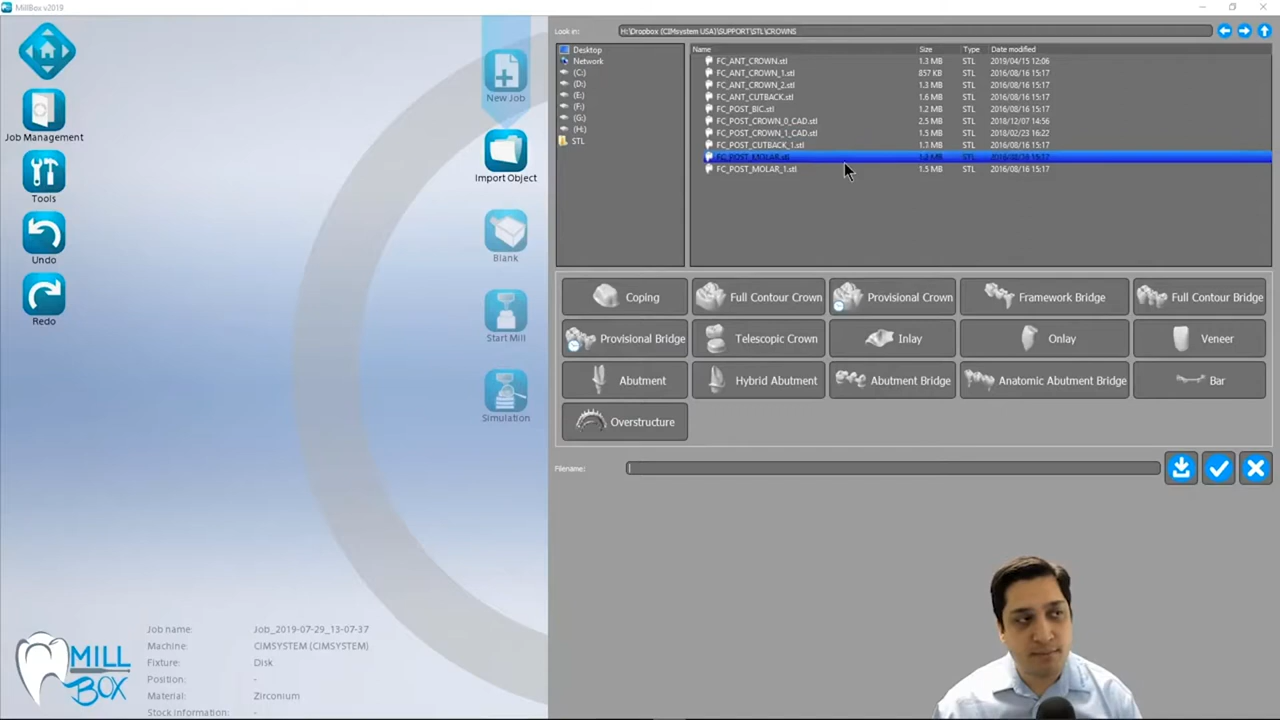 MillBox v2019
Look in: H:\Dropbox (CIMsystem USA)\SUPPORT\STL\CROWNS
Job Management
Tools
Undo
Redo
New Job
Import Object
Blank
Start Mill
Simulation
Desktop
Network
(C:)
(D:)
(E:)
(F:)
(G:)
(H:)
STL
Name Size Type Date modified
FC_ANT_CROWN.stl 1.3 MB STL 2019/04/15 12:06
FC_ANT_CROWN_1.stl 857 KB STL 2016/08/16 15:17
FC_ANT_CROWN_2.stl 1.3 MB STL 2016/08/16 15:17
FC_ANT_CUTBACK.stl 1.6 MB STL 2016/08/16 15:17
FC_POST_BIC.stl 1.2 MB STL 2016/08/16 15:17
FC_POST_CROWN_0_CAD.stl 2.5 MB STL 2018/12/07 14:56
FC_POST_CROWN_1_CAD.stl 1.5 MB STL 2018/02/23 16:22
FC_POST_CUTBACK_1.stl 1.3 MB STL 2016/08/16 15:17
FC_POST_MOLAR.stl STL 2016/08/16 15:17
FC_POST_MOLAR_1.stl 1.5 MB STL 2016/08/16 15:17
Coping Full Contour Crown Provisional Crown Framework Bridge Full Contour Bridge
Provisional Bridge Telescopic Crown Inlay Onlay Veneer
Abutment Hybrid Abutment Abutment Bridge Anatomic Abutment Bridge Bar
Overstructure
Filename:
MILL BOX
Job name: Job_2019-07-29_13-07-37
Machine: CIMSYSTEM (CIMSYSTEM)
Fixture: Disk
Position: -
Material: Zirconium
Stock information: -